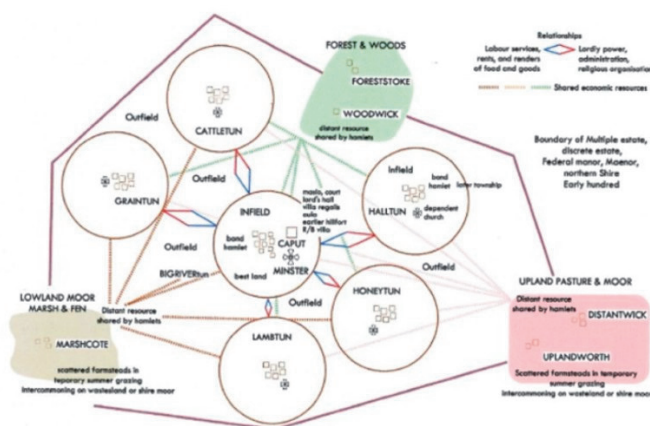 FOREST & WOODS
FORESTSTOKE
WOODWICK
distant resource
shared by hamlets
Relationships
Labour services,
rents, and renders
of food and goods
Lordly power,
administration,
religious organisation
Shared economic resources
Boundary of Multiple estate,
discrete estate,
Federal manor, Maenor,
northern Shire
Early hundred
Outfield
CATTLETUN
Outfield
GRAINTUN
Outfield
INFIELD
band
hamlet
best land
lord's hall
villa regalis
earlier hillfort
R/B villa
CAPUT
MINSTER
Infield
band
hamlet
later township
HALLTUN
dependent
church
Outfield
BIGRIVERtun
Outfield
HONEYTUN
LAMBTUN
LOWLAND MOOR
MARSH & FEN
Distant resource
shared by hamlets
MARSHCOTE
scattered farmsteads in
teporary summer grazing
intercommoning on wasteland or shire moor
UPLAND PASTURE & MOOR
Distant resource
shared by hamlets
DISTANTWICK
UPLANDWORTH
Scattered farmsteads in temporary
summer grazing
intercommoning on wasteland or shire moor